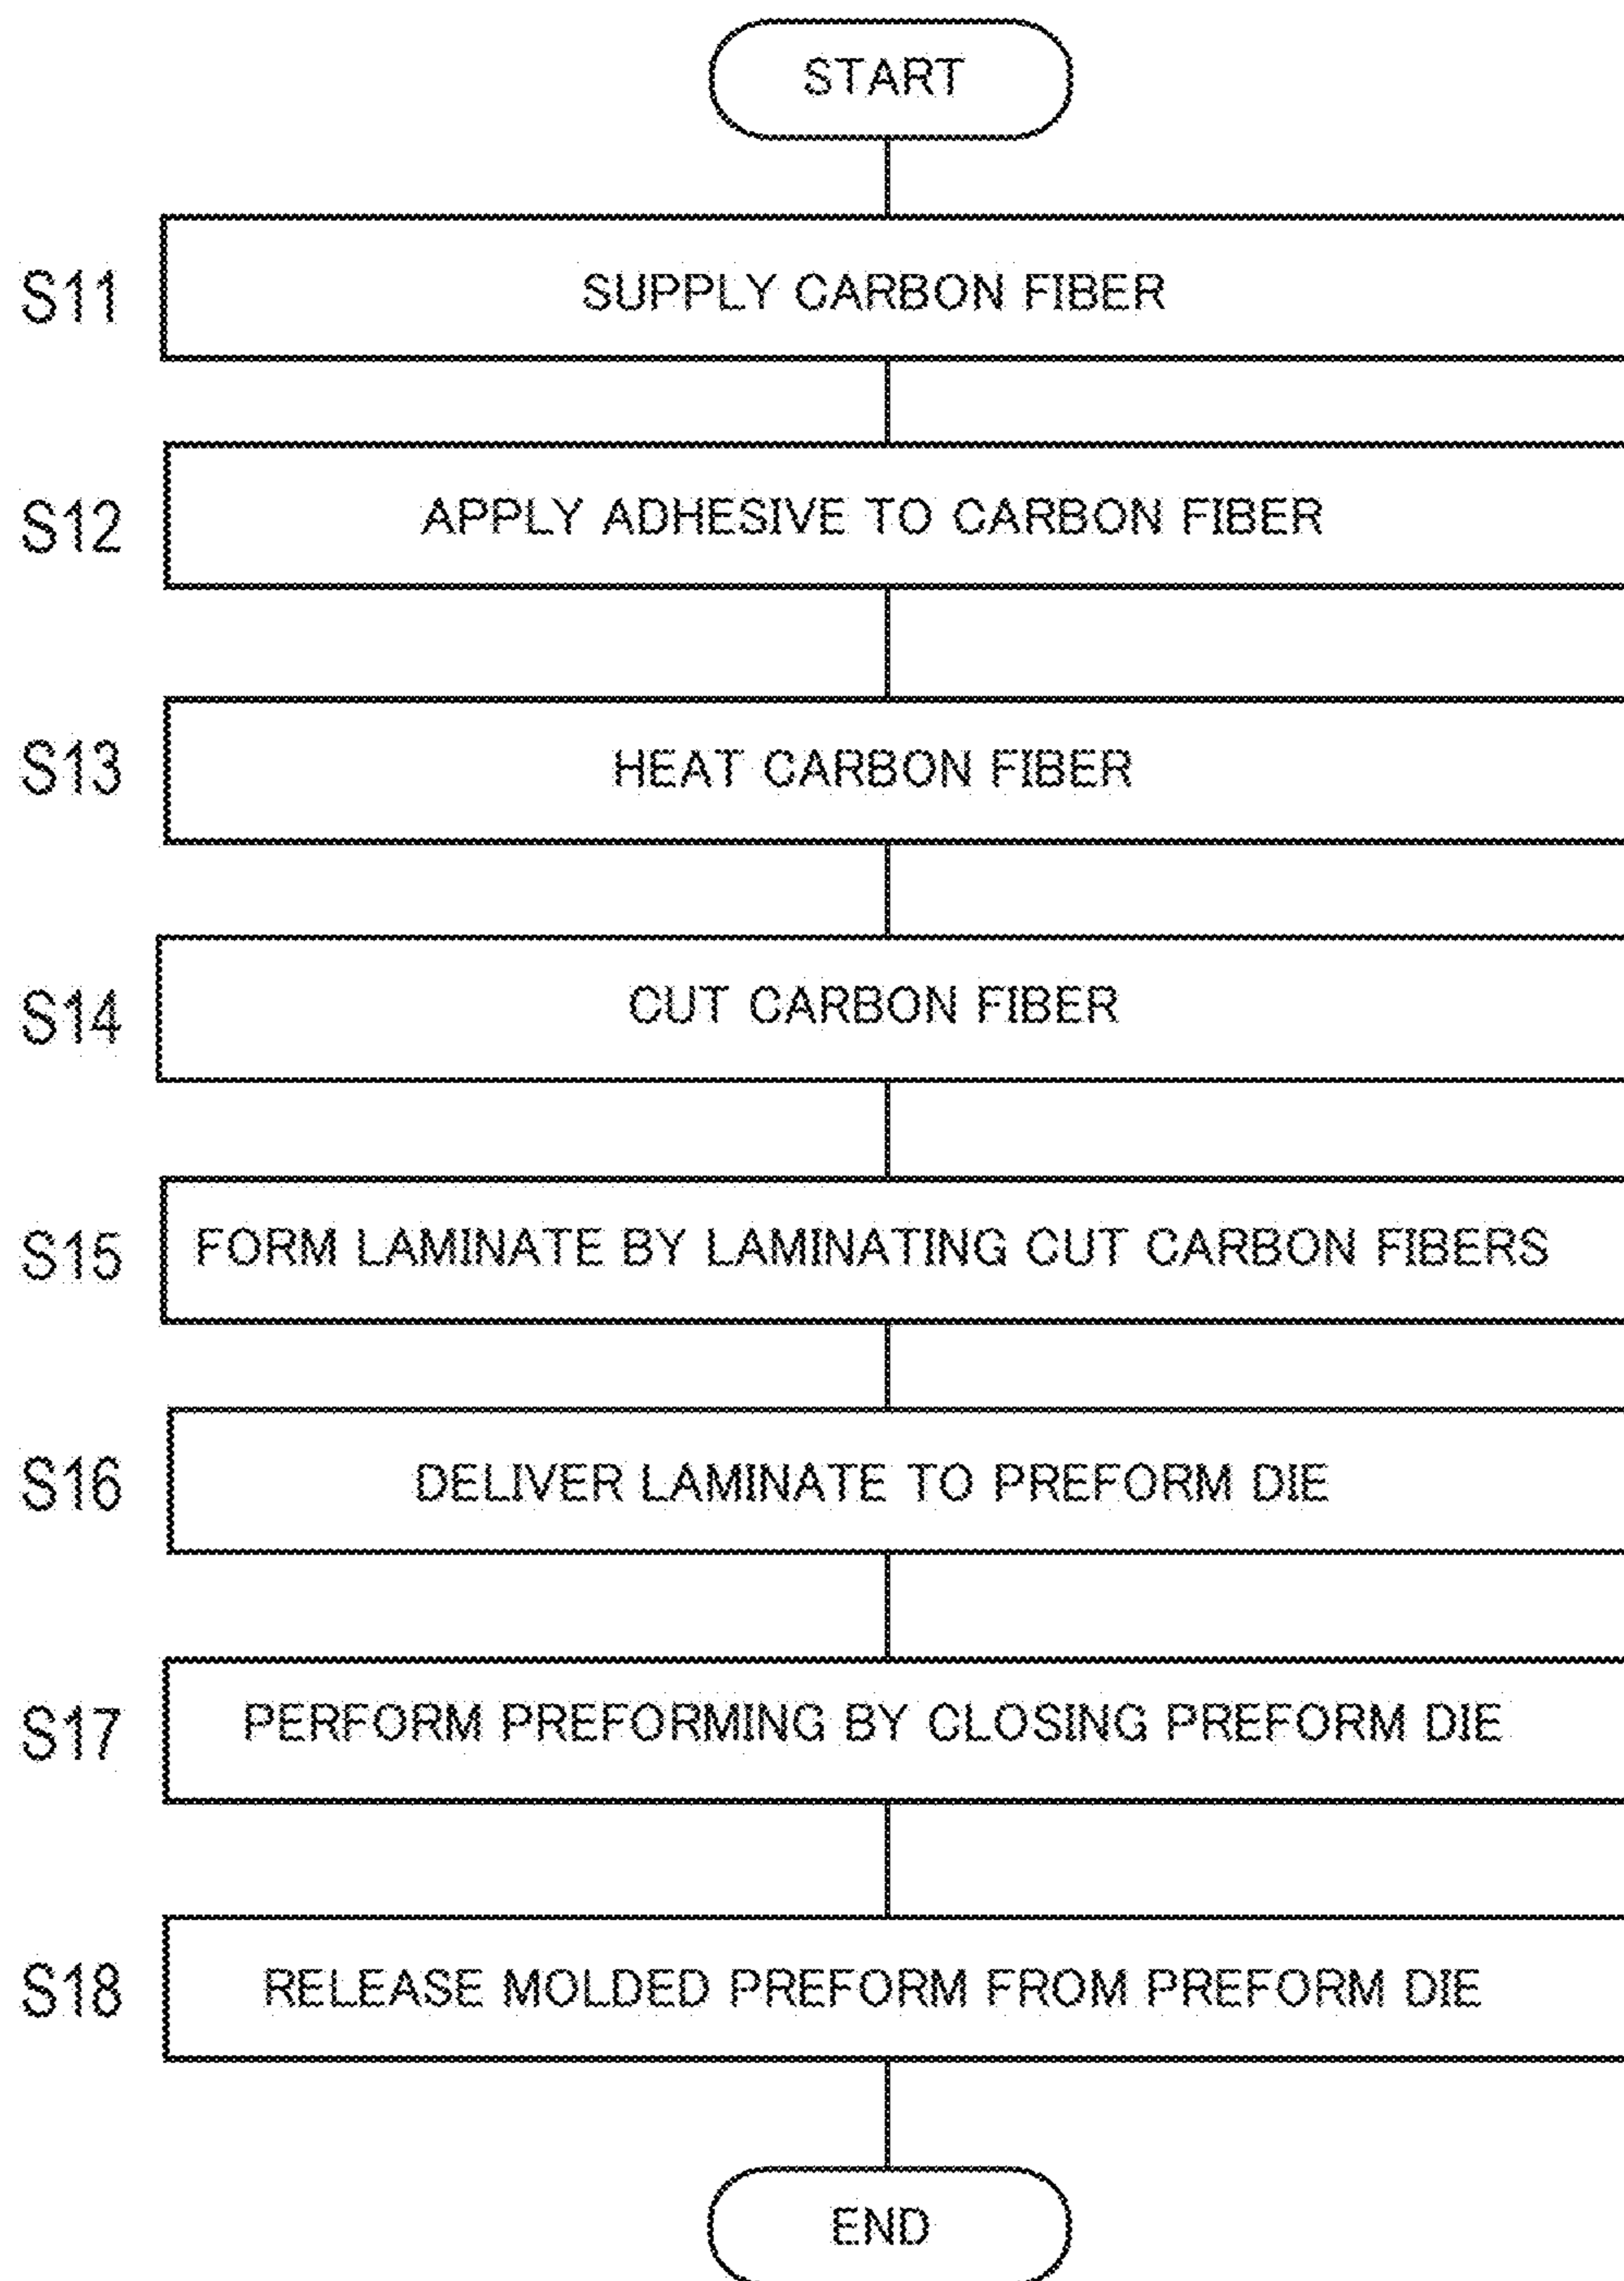 START
S11 SUPPLY CARBON FIBER
S12 APPLY ADHESIVE TO CARBON FIBER
S13 HEAT CARBON FIBER
S14 CUT CARBON FIBER
S15 FORM LAMINATE BY LAMINATING CUT CARBON FIBERS
S16 DELIVER LAMINATE TO PREFORM DIE
S17 PERFORM PREFORMING BY CLOSING PREFORM DIE
S18 RELEASE MOLDED PREFORM FROM PREFORM DIE
END